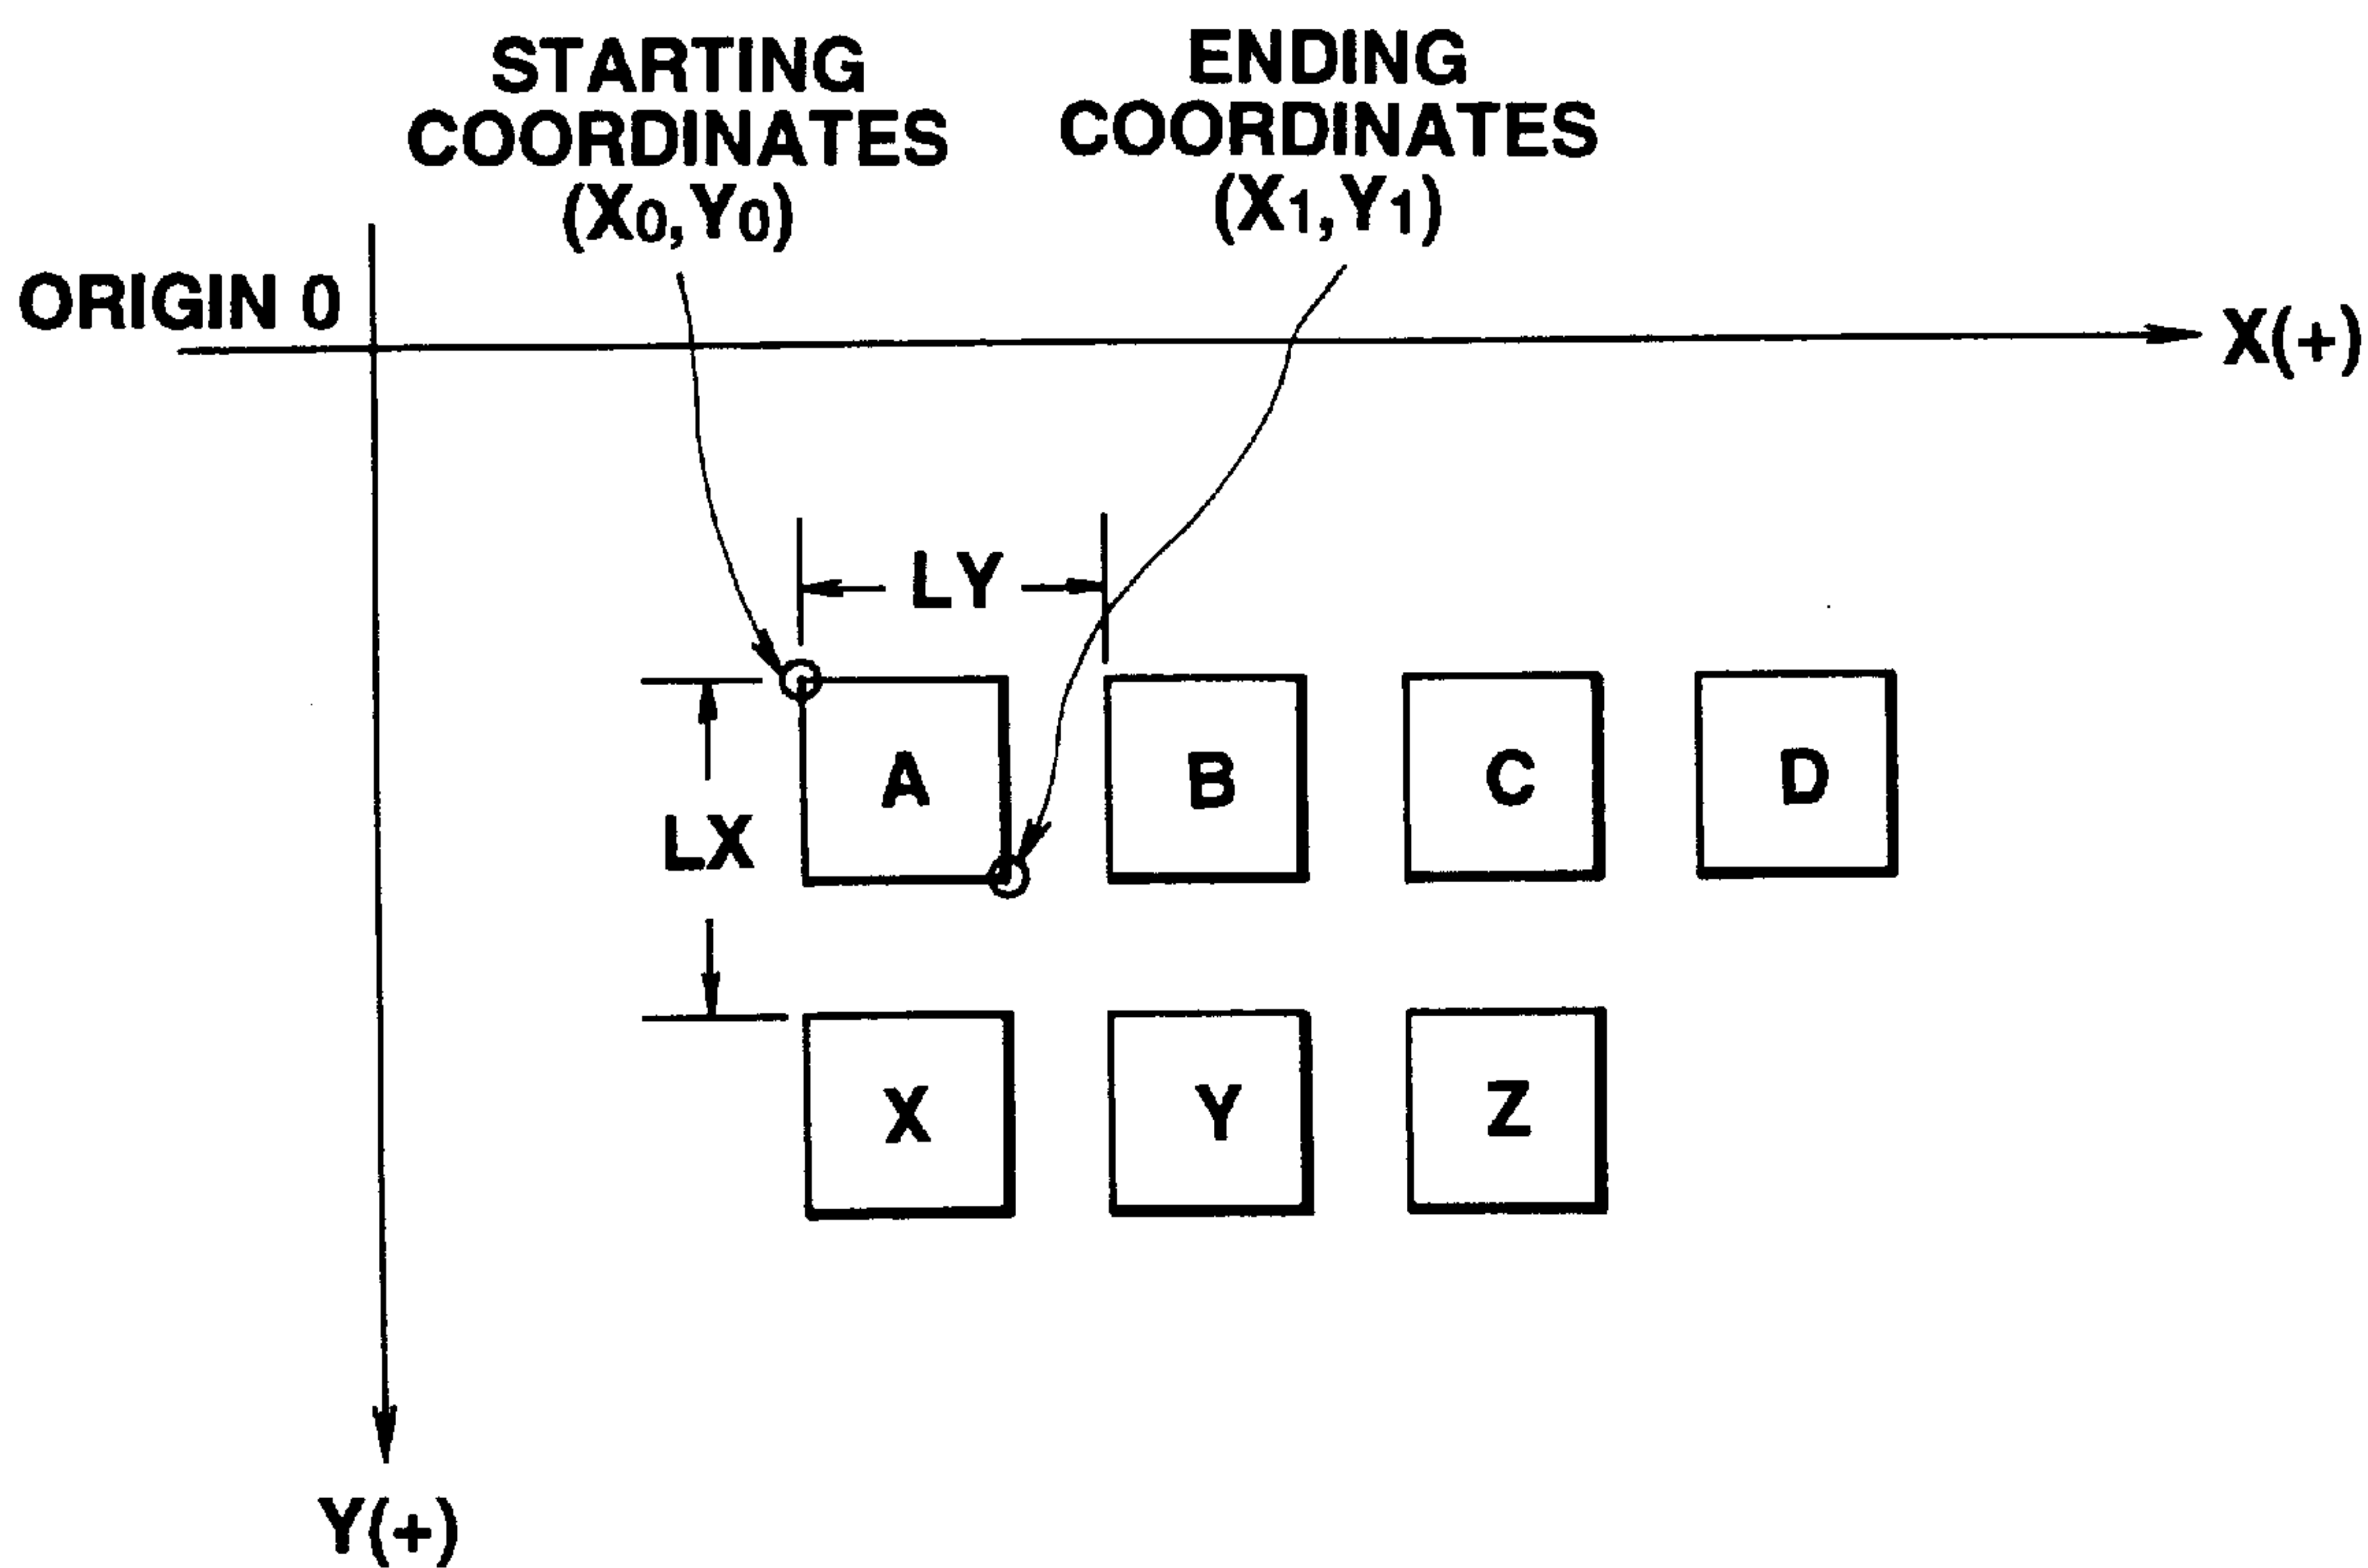 STARTING
COORDINATES
(X0,Y0)
ENDING
COORDINATES
(X1,Y1)
ORIGIN 0
X(+)
LY
A
B
C
D
LX
X
Y
Z
Y(+)